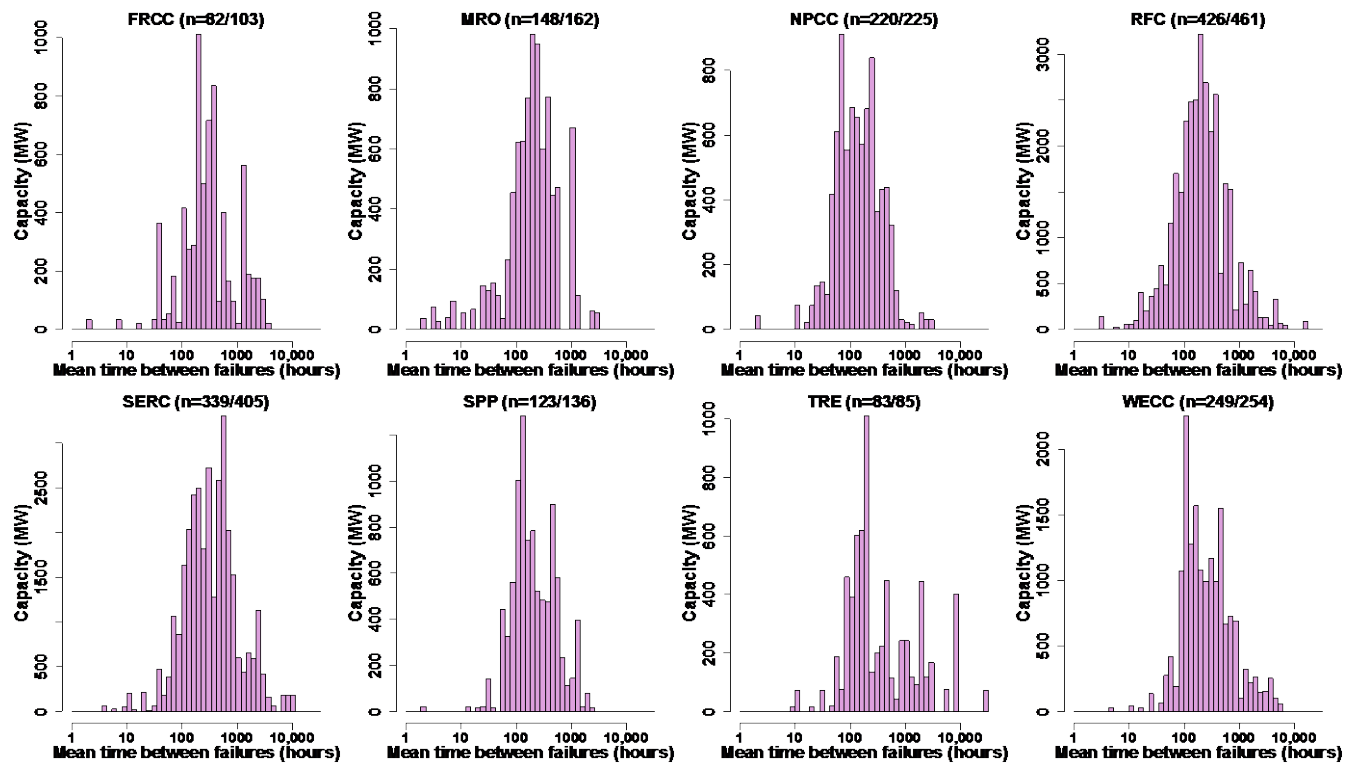 FRCC (n=82/103)
Capacity (MW)
0 200 400 600 800 1000
1 10 100 1000 10,000
Mean time between failures (hours)
MRO (n=148/162)
Capacity (MW)
0 200 400 600 800 1000
1 10 100 1000 10,000
Mean time between failures (hours)
NPCC (n=220/225)
Capacity (MW)
0 200 400 600 800
1 10 100 1000 10,000
Mean time between failures (hours)
RFC (n=426/461)
Capacity (MW)
0 500 1000 2000 3000
1 10 100 1000 10,000
Mean time between failures (hours)
SERC (n=339/405)
Capacity (MW)
0 500 1500 2500
1 10 100 1000 10,000
Mean time between failures (hours)
SPP (n=123/136)
Capacity (MW)
0 200 400 600 800 1000
1 10 100 1000 10,000
Mean time between failures (hours)
TRE (n=83/85)
Capacity (MW)
0 200 400 600 800 1000
1 10 100 1000 10,000
Mean time between failures (hours)
WECC (n=249/254)
Capacity (MW)
0 500 1000 1500 2000
1 10 100 1000 10,000
Mean time between failures (hours)